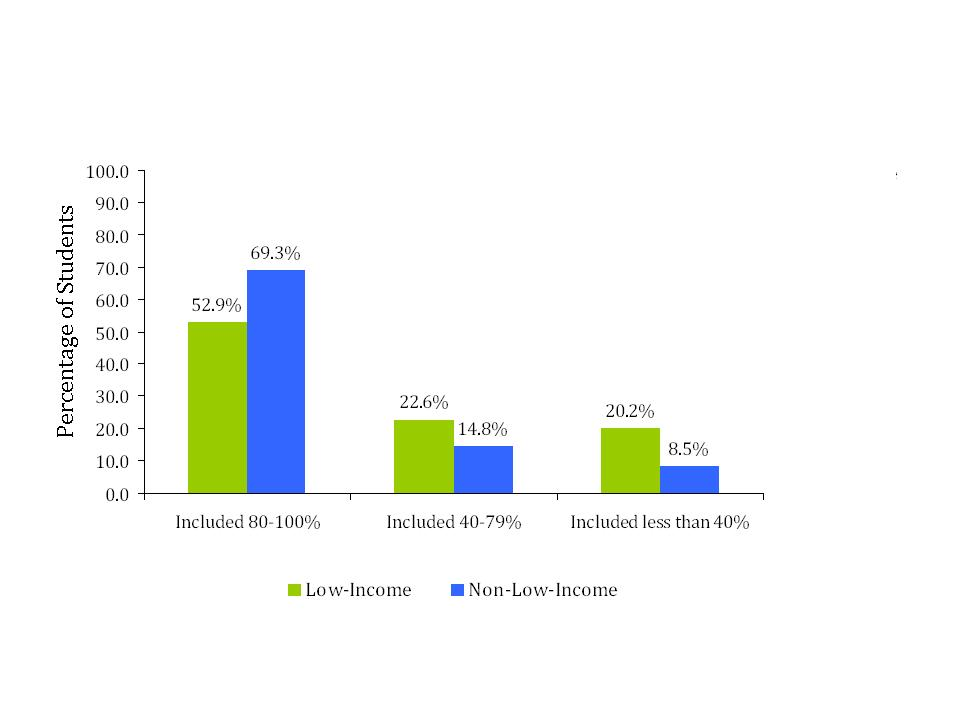 100.0
90.0
80.0
70.0
60.0
50.0
40.0
30.0
20.0
10.0
0.0
Percentage of Students
52.9%
69.3%
22.6%
14.8%
20.2%
8.5%
Included 80-100%
Included 40-79%
Included less than 40%
Low-Income
Non-Low-Income